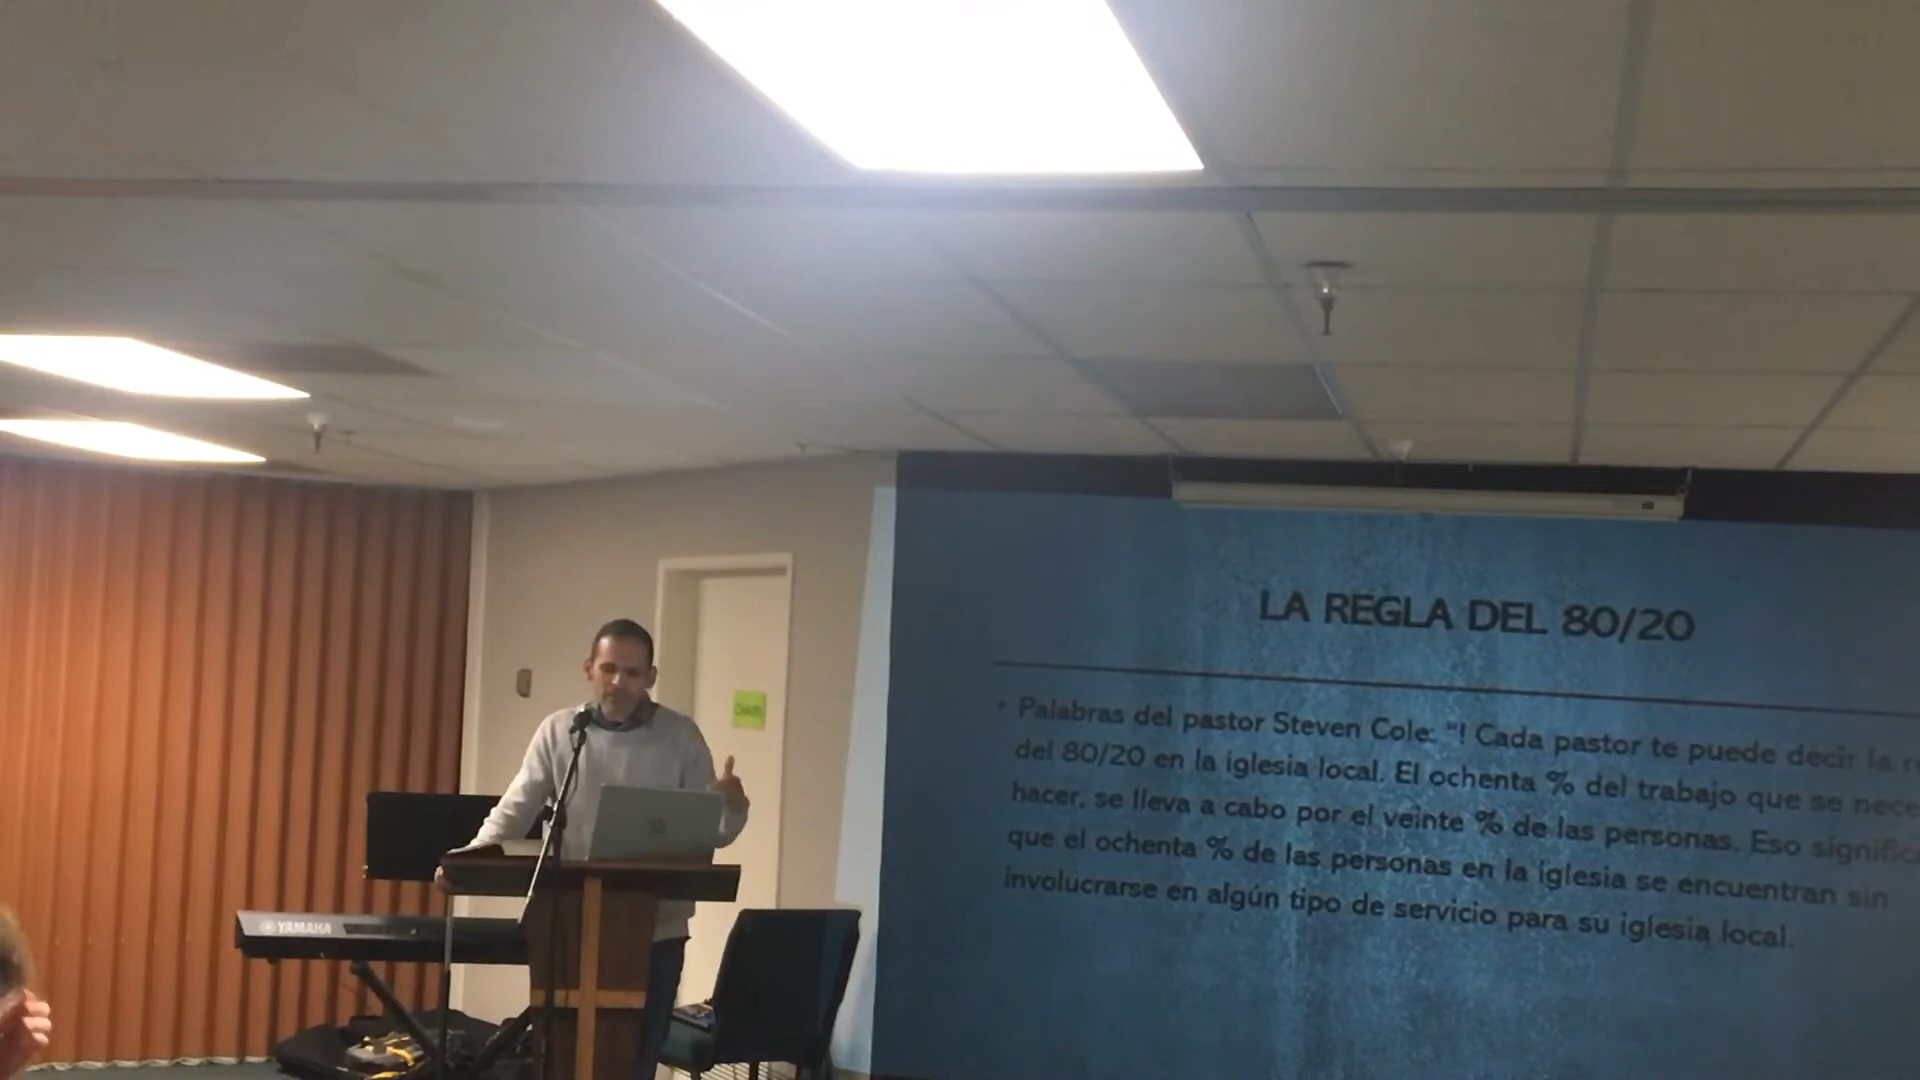 LA REGLA DEL 80/20
• Palabras del pastor Steven Cole: “! Cada pastor te puede decir la
del 80/20 en la iglesia local. El ochenta % del trabajo que se
hacer, se lleva a cabo por el veinte % de las personas. Eso
que el ochenta % de las personas en la iglesia se encuentran sin
involucrarse en algún tipo de servicio para su iglesia local.
YAMAHA